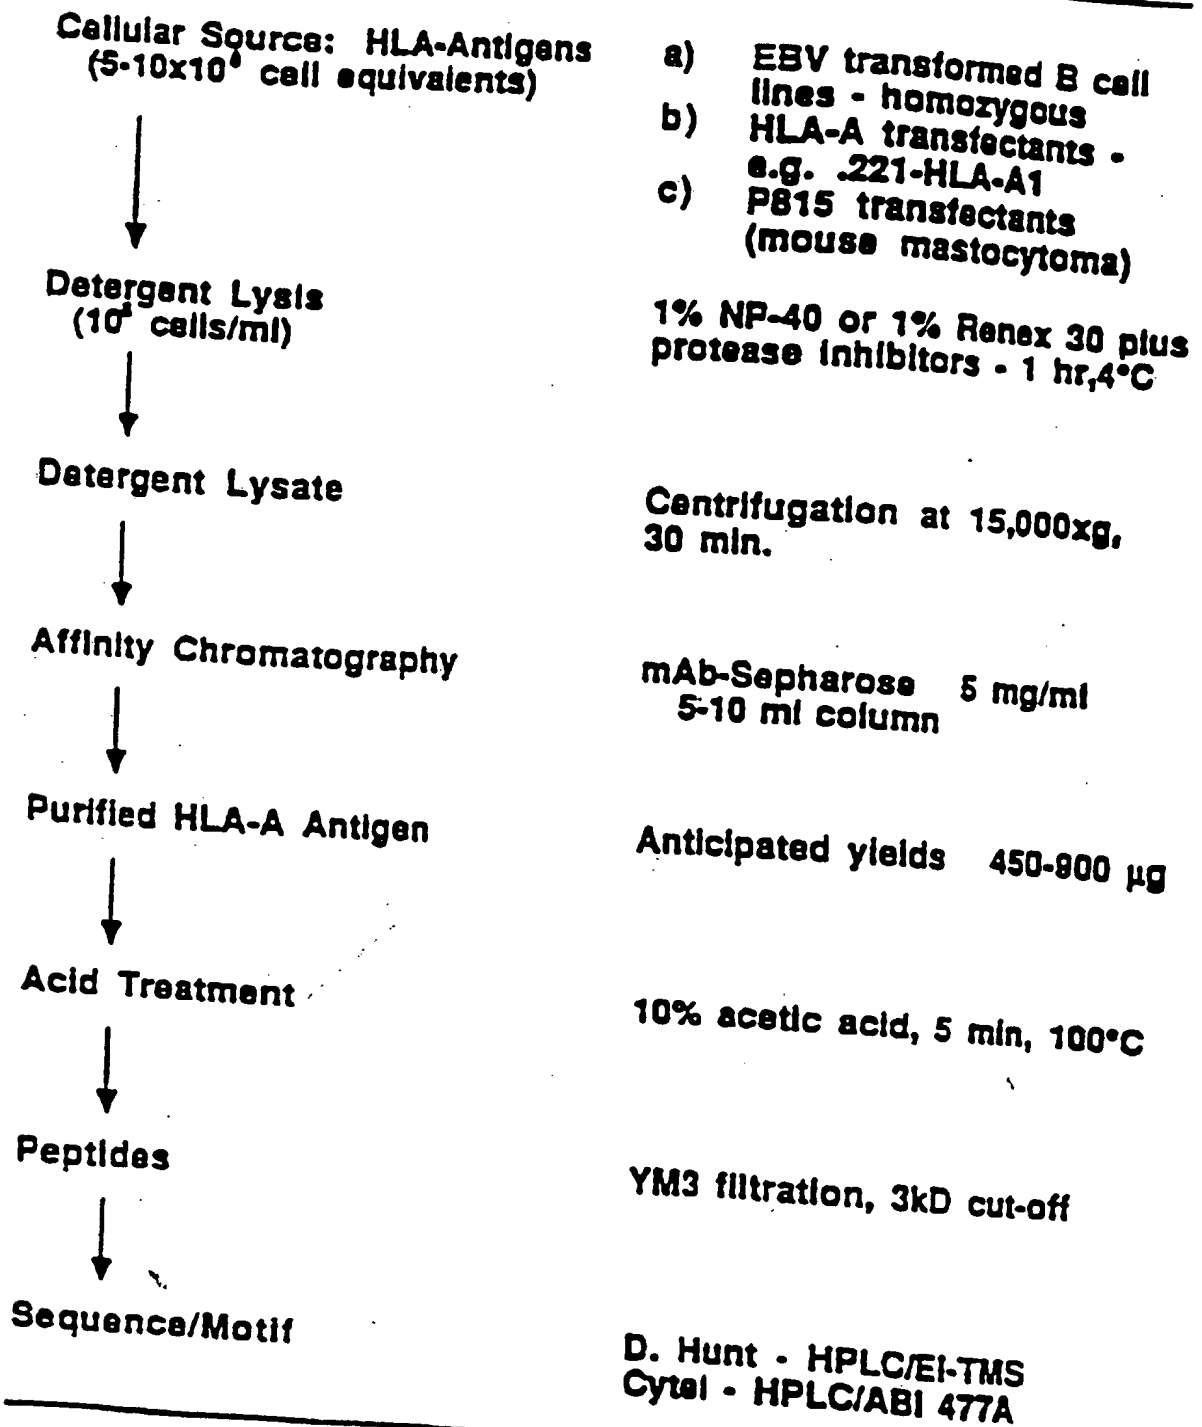 Cellular Source: HLA-Antigens
cell equivalents)
a) EBV transformed B cell
lines - homozygous
b) HLA-A transfectants -
e.g. .221-HLA-A1
c) P815 transfectants
(mouse mastocytoma)
Detergent Lysis
cells/ml)
1% NP-40 or 1% Renex 30 plus
protease inhibitors - 1 hr,4°C
Detergent Lysate
Centrifugation at 15,000xg,
30 min.
Affinity Chromatography
mAb-Sepharose 5 mg/ml
5-10 ml column
Purified HLA-A Antigen
Anticipated yields 450-900 µg
Acid Treatment
10% acetic acid, 5 min, 100°C
Peptides
YM3 filtration, 3kD cut-off
Sequence/Motif
D. Hunt - HPLC/EI-TMS
Cytel - HPLC/ABI 477A